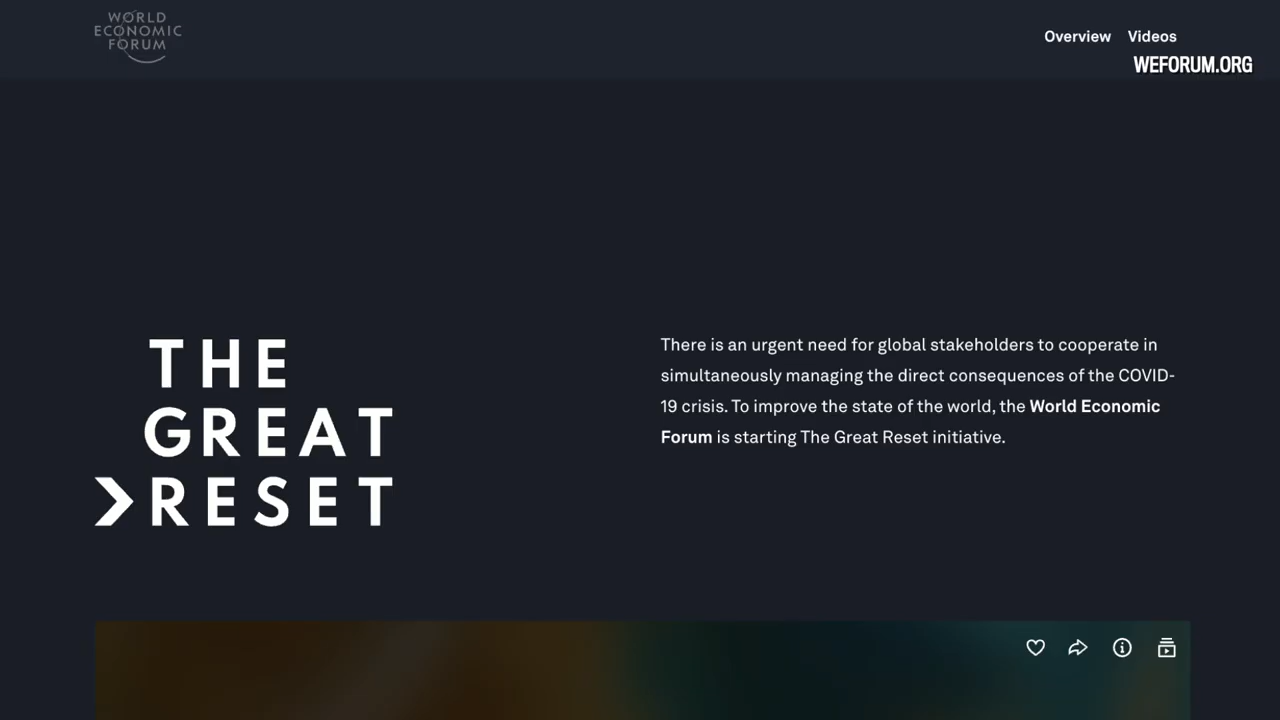 WORLD
ECONOMIC
FORUM
Overview Videos
WEFORUM.ORG
THE
GREAT
RESET
There is an urgent need for global stakeholders to cooperate in
simultaneously managing the direct consequences of the COVID-
19 crisis. To improve the state of the world, the World Economic
Forum is starting The Great Reset initiative.